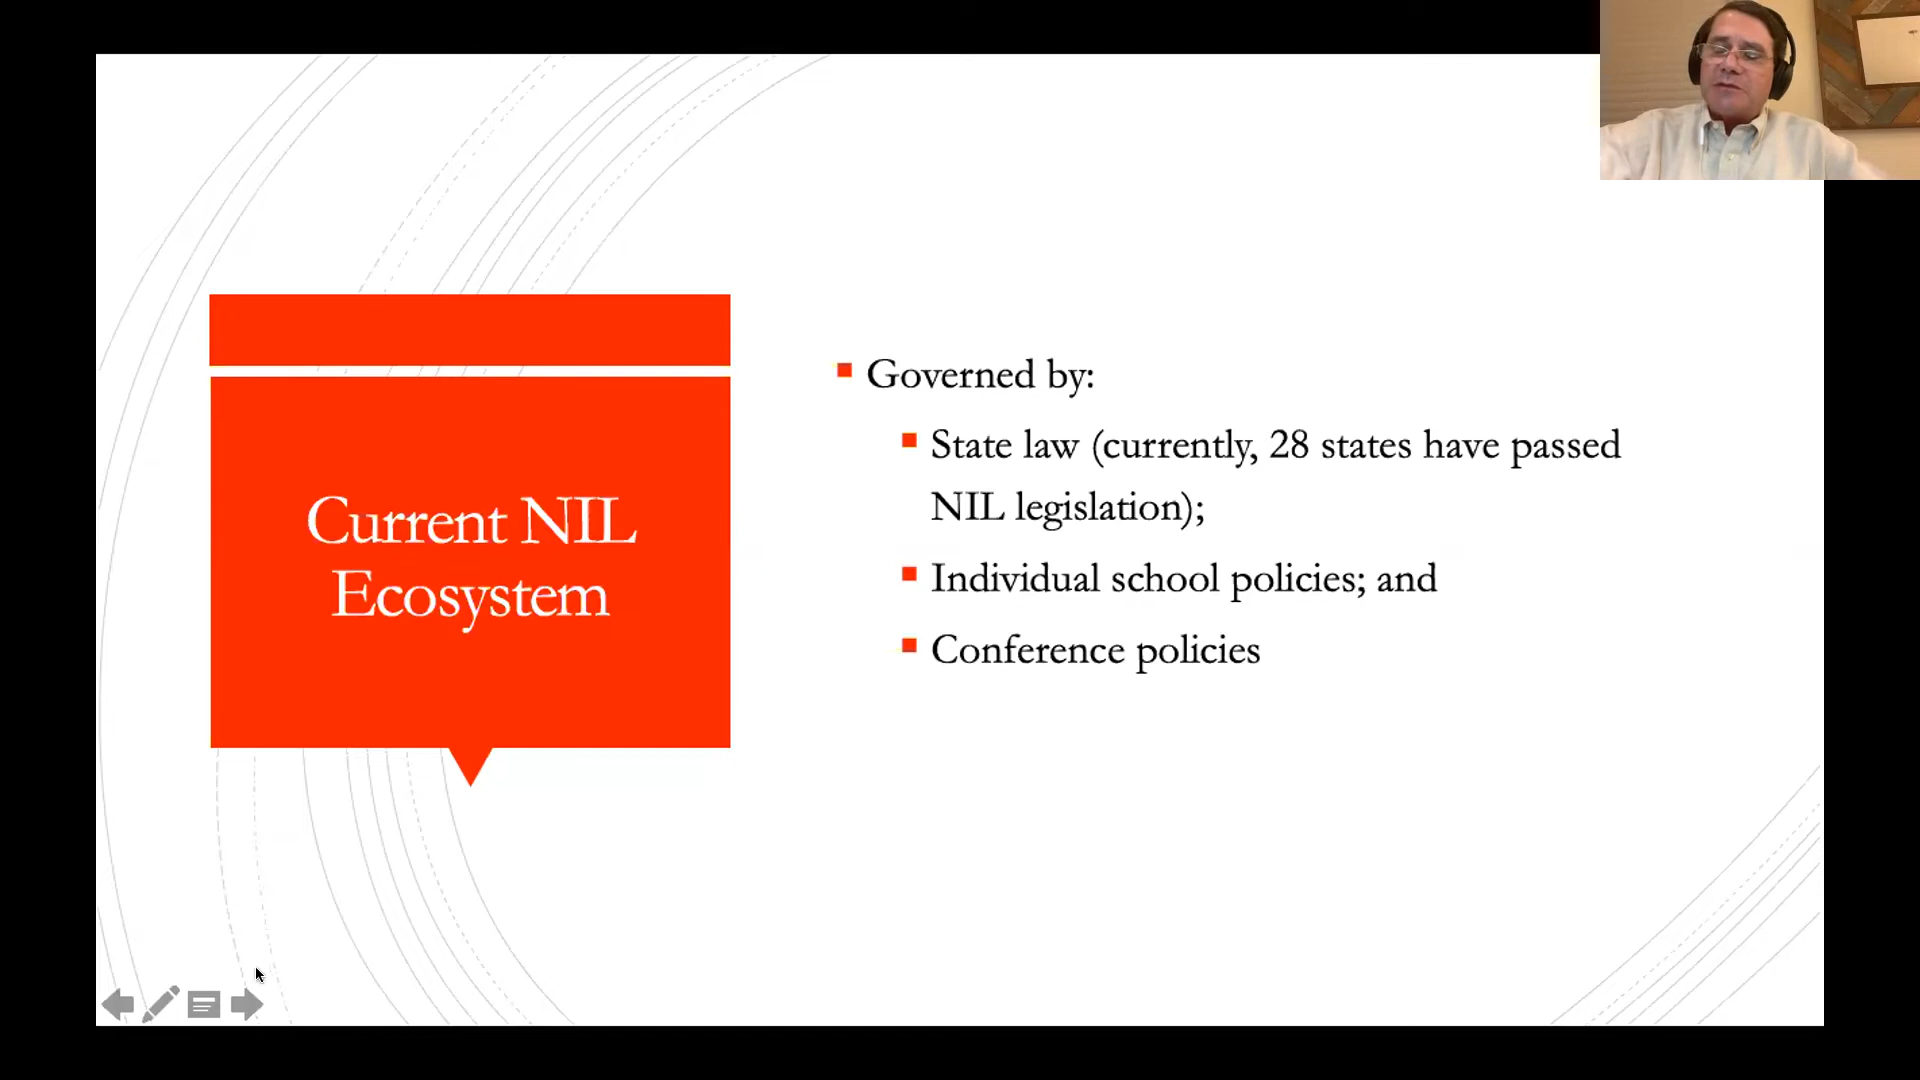 Current NIL
Ecosystem
Governed by:
State law (currently, 28 states have passed
NIL legislation);
Individual school policies; and
Conference policies